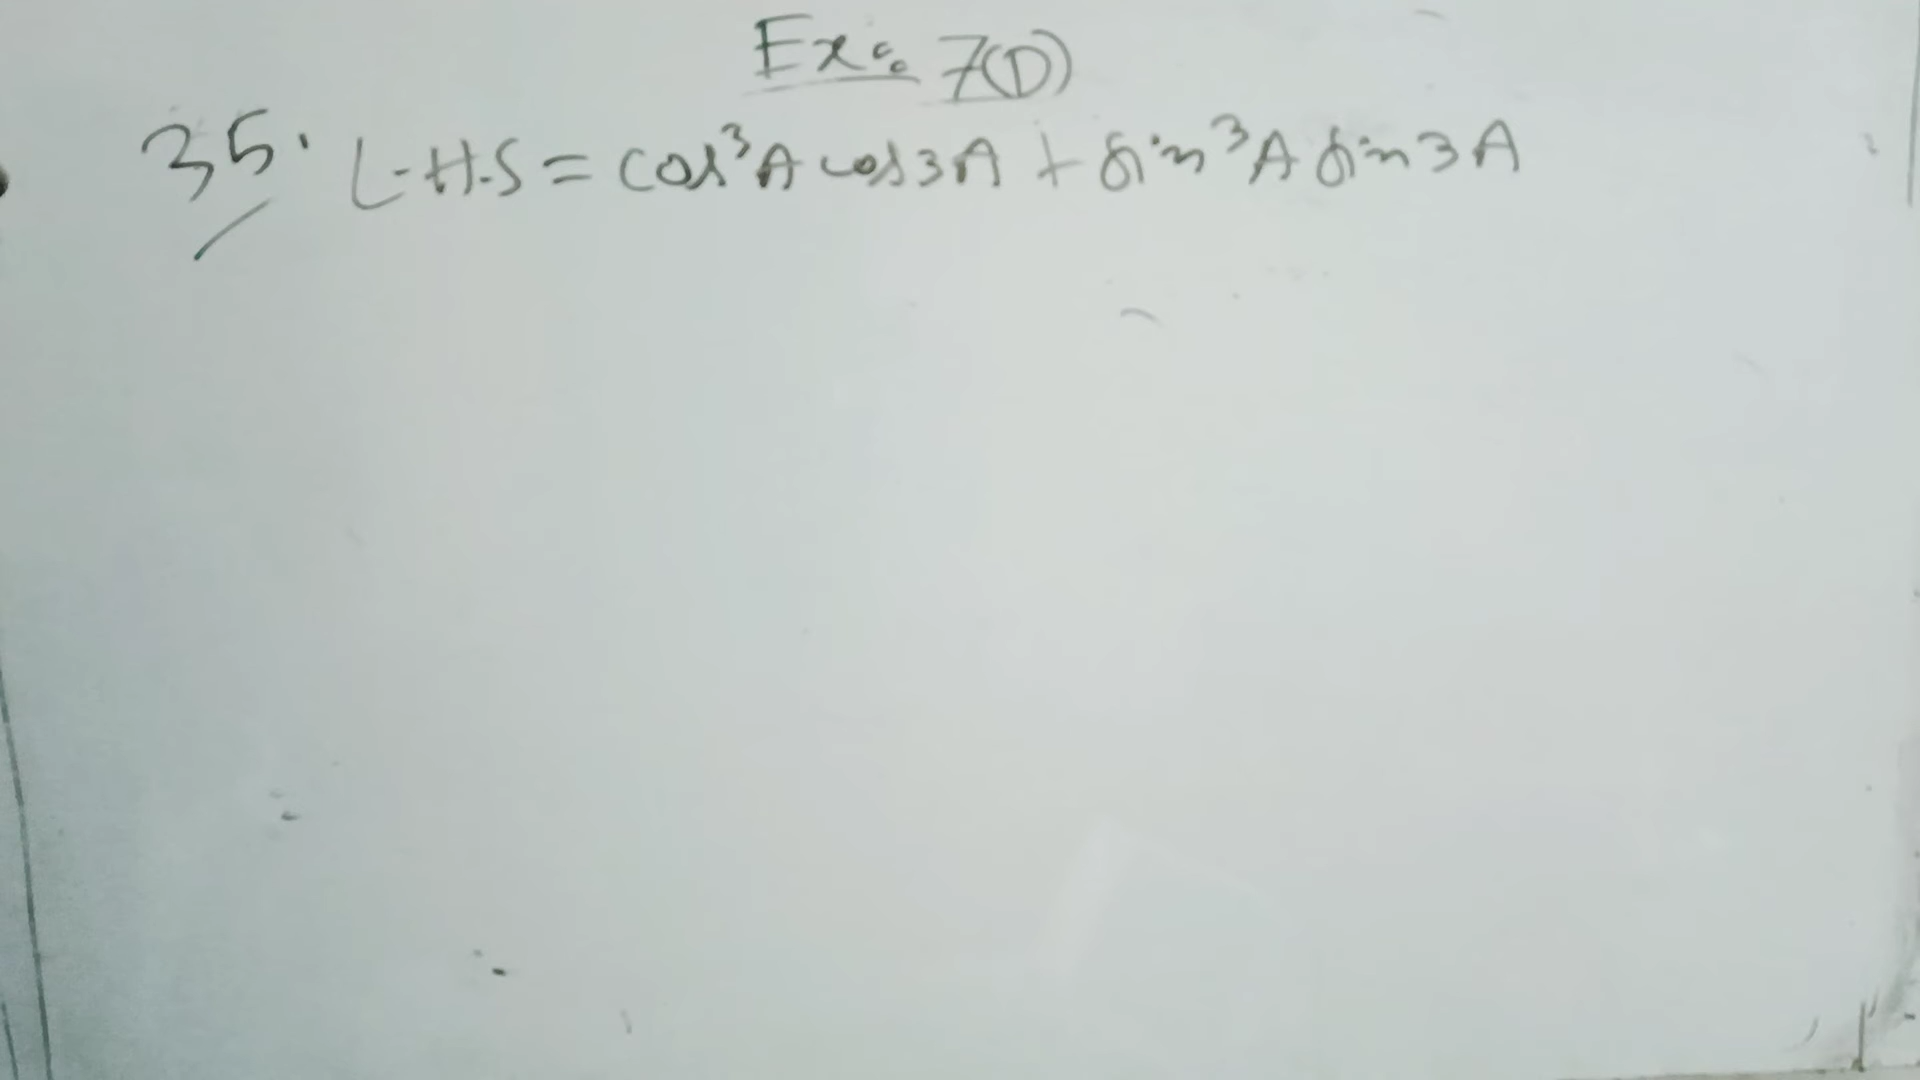 Ex: 7(D)
35. L.H.S = cos³A cos3A + sin³A sin3A